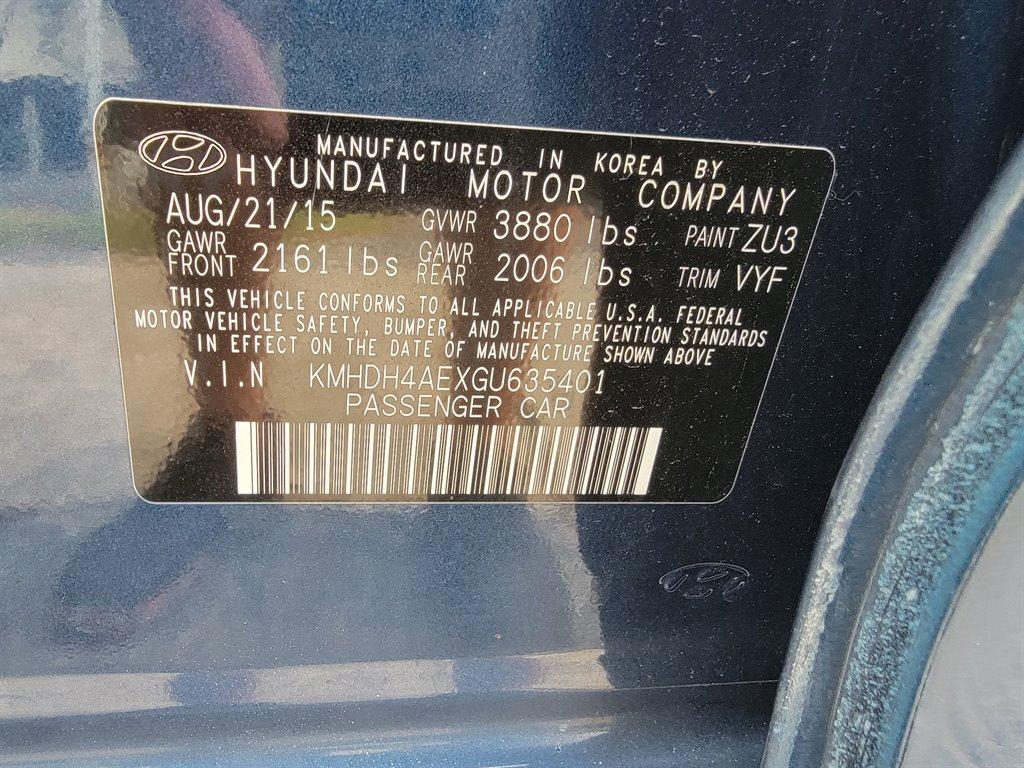 MANUFACTURED IN KOREA BY
HYUNDAI MOTOR COMPANY
AUG/21/15 GVWR 3880 lbs PAINT ZU3
GAWR FRONT 2161 lbs GAWR REAR 2006 lbs TRIM VYF
THIS VEHICLE CONFORMS TO ALL APPLICABLE U.S.A. FEDERAL
MOTOR VEHICLE SAFETY, BUMPER, AND THEFT PREVENTION STANDARDS
IN EFFECT ON THE DATE OF MANUFACTURE SHOWN ABOVE
V.I.N KMHDH4AEXGU635401
PASSENGER CAR